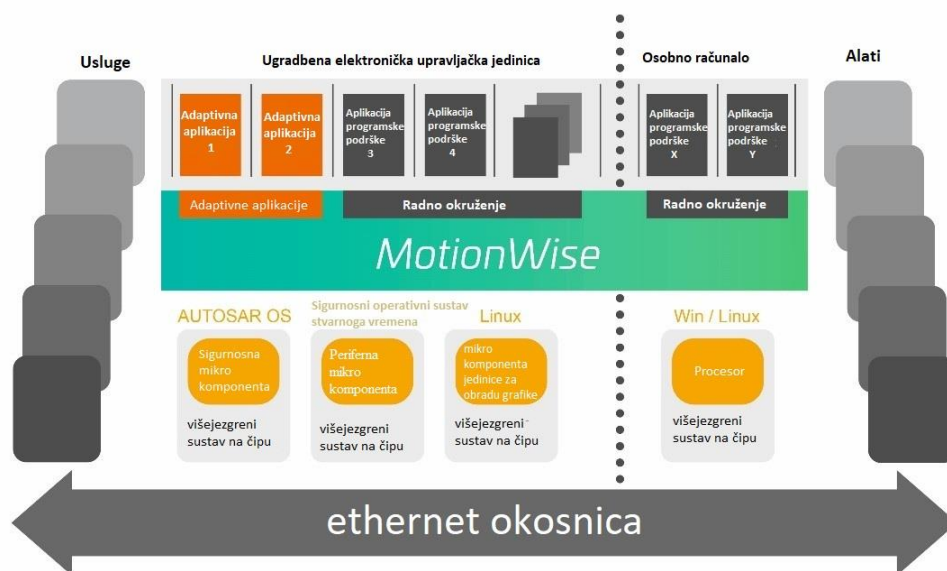 Usluge
Ugradbena elektronička upravljačka jedinica
Osobno računalo
Alati
Adaptivna
aplikacija
1
Adaptivna
aplikacija
2
Aplikacija
programske
podrške
3
Aplikacija
programske
podrške
4
Aplikacija
programske
podrške
X
Aplikacija
programske
podrške
Y
Adaptivne aplikacije
Radno okruženje
Radno okruženje
MotionWise
AUTOSAR OS
Sigurnosni operativni sustav
stvarnoga vremena
Linux
Win / Linux
Sigurnosna
mikro
komponenta
Periferna
mikro
komponenta
mikro
komponenta
jedinice za
obradu grafike
Procesor
višejezgreni
sustav na čipu
višejezgreni
sustav na čipu
višejezgreni
sustav na čipu
višejezgreni
sustav na čipu
ethernet okosnica